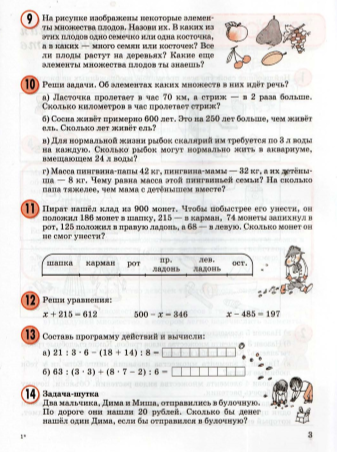 9 На рисунке изображены некоторые элемен-
ты множества плодов. Назови их. В каких из
этих плодов одно семечко или одна косточка,
а в каких — много семян или косточек? Все
ли плоды растут на деревьях? Какие еще
элементы множества плоды ты знаешь?
10 Реши задачи. Об элементах каких множеств в них идёт речь?
а) Ласточка пролетает в час 70 км, а стриж — в 2 раза больше.
Сколько километров в час пролетает стриж?
б) Сосна живёт примерно 600 лет. Это на 250 лет больше, чем живёт
ель. Сколько лет живёт ель?
в) Для нормальной жизни рыбок скалярий им требуется по 3 л воды
на каждую. Сколько рыбок могут нормально жить в аквариуме,
вмещающем 24 л воды?
г) Масса пингвина-папы 42 кг, пингвина-мамы — 32 кг, а их детёны-
ша — 8 кг. Чему равна масса этой пингвиньей семьи? На сколько
папа тяжелее, чем мама с детёнышем вместе?
11 Пират нашёл клад из 900 монет. Чтобы побыстрее его унести, он
положил 186 монет в шапку, 215 — в карман, 74 монеты запихнул в
рот, 125 положил в правую ладонь, а 68 — в левую. Сколько монет он
не смог унести?
шапка карман рот пр. ладонь лев. ладонь ост.
12 Реши уравнения:
x + 215 = 612 500 − x = 346 x − 485 = 197
13 Составь программу действий и вычисли:
а) 21 : 3 · 6 − (18 + 14) : 8 =
б) 63 : (3 · 3) + (8 · 7 − 2) : 6 =
14 Задача-шутка
Два мальчика, Дима и Миша, отправились в булочную.
По дороге они нашли 20 рублей. Сколько бы денег
нашёл один Дима, если бы отправился в булочную?
1*
3